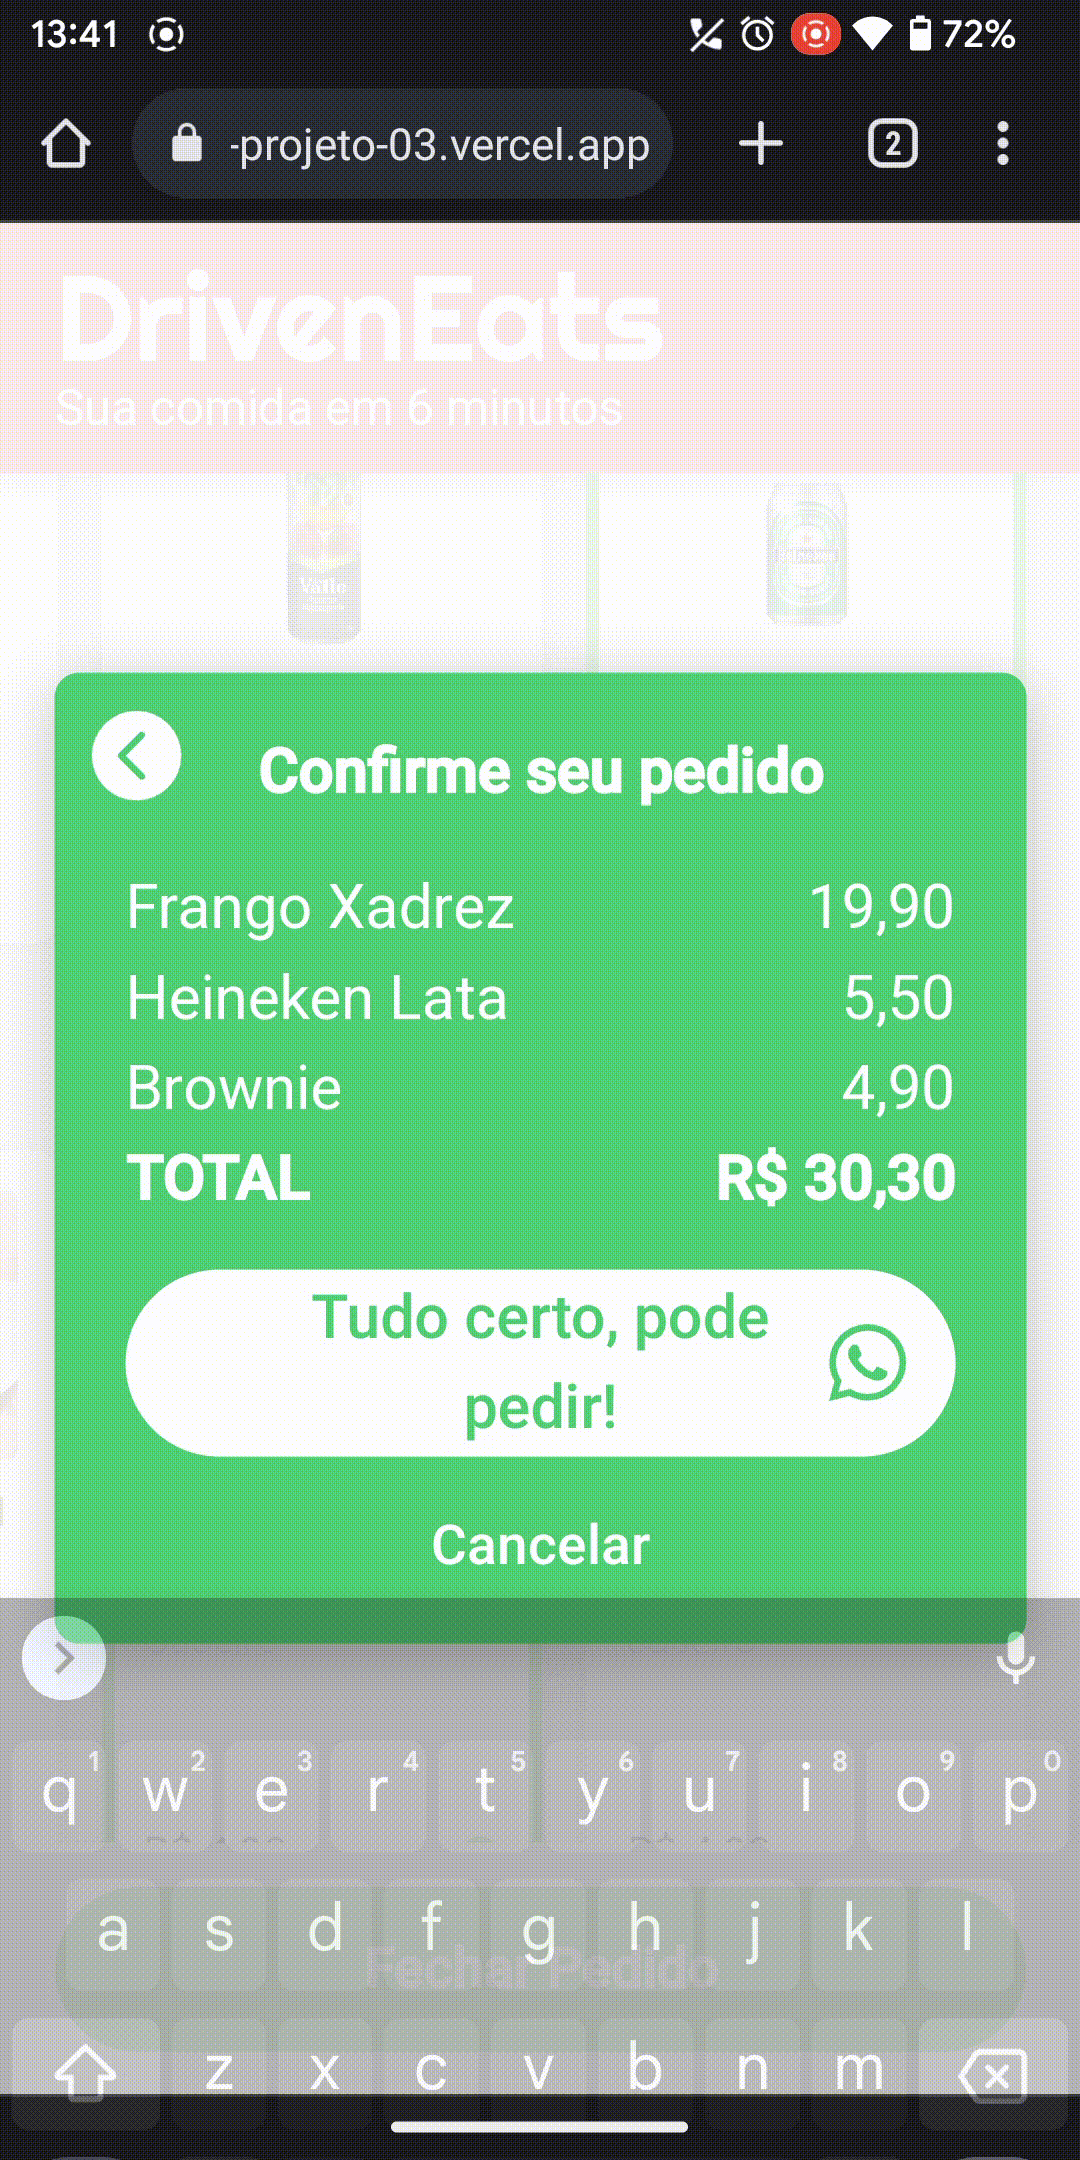 13:41
72%
-projeto-03.vercel.app
2
DrivenEats
Sua comida em 6 minutos
Confirme seu pedido
Frango Xadrez 19,90
Heineken Lata 5,50
Brownie 4,90
TOTAL R$ 30,30
Tudo certo, pode
pedir!
Cancelar
1 2 3 4 5 6 7 8 9 0
q w e r t y u i o p
a s d f g h j k l
Fechar Pedido
z x c v b n m